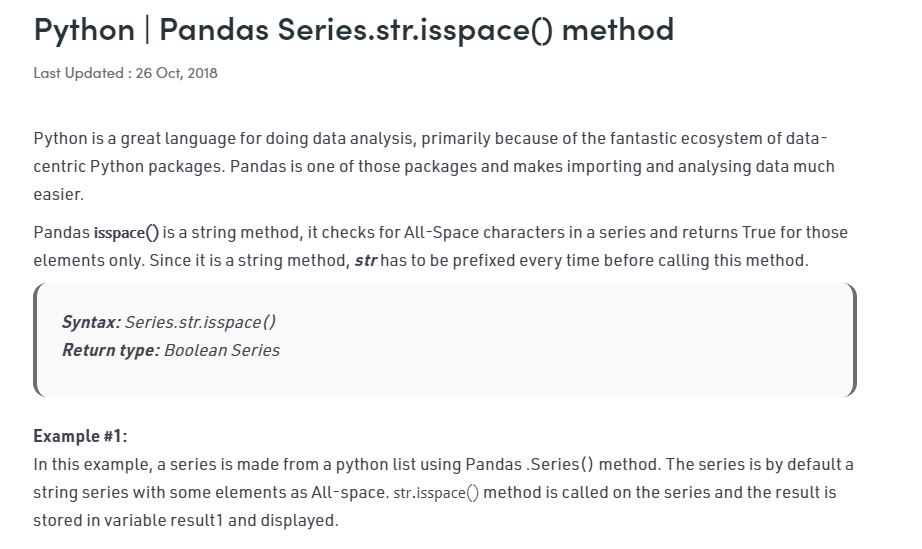 Python | Pandas Series.str.isspace() method
Last Updated : 26 Oct, 2018
Python is a great language for doing data analysis, primarily because of the fantastic ecosystem of data-
centric Python packages. Pandas is one of those packages and makes importing and analysing data much
easier.
Pandas isspace() is a string method, it checks for All-Space characters in a series and returns True for those
elements only. Since it is a string method, str has to be prefixed every time before calling this method.
Syntax: Series.str.isspace()
Return type: Boolean Series
Example #1:
In this example, a series is made from a python list using Pandas .Series() method. The series is by default a
string series with some elements as All-space. str.isspace() method is called on the series and the result is
stored in variable result1 and displayed.